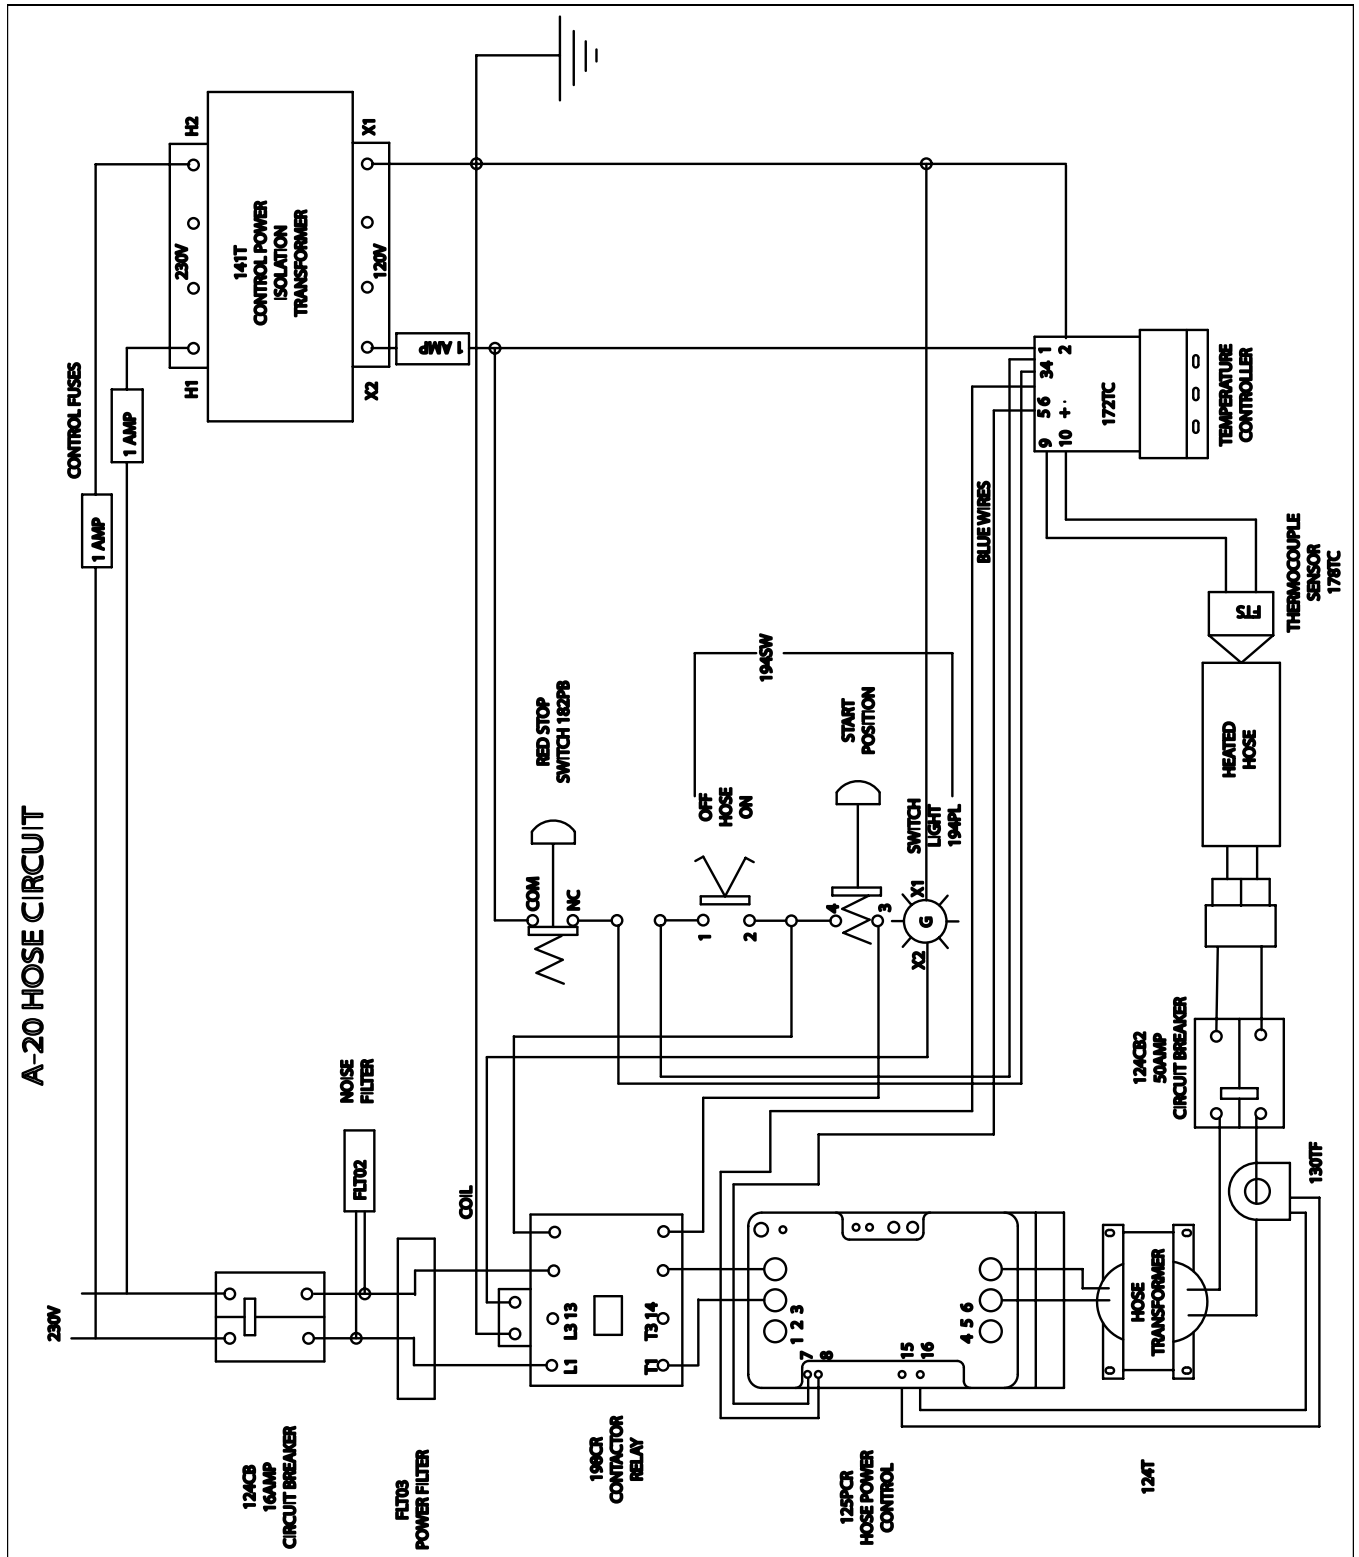 A-20 HOSE CIRCUIT
230V
124CB
16AMP
CIRCUIT BREAKER
NOISE
FILTER
FLT02
FLT03
POWER FILTER
CONTROL FUSES
1 AMP
1 AMP
H1
H2
230V
141T
CONTROL POWER
ISOLATION
TRANSFORMER
120V
X2
X1
1 AMP
COIL
198CR
CONTACTOR
RELAY
L1
L3 13
T1
T3 14
RED STOP
SWITCH 182PB
COM
NC
OFF
HOSE
ON
1
2
194SW
START
POSITION
4
3
SWITCH
LIGHT
194PL
X2
G
X1
125PCR
HOSE POWER
CONTROL
1 2 3
4 5 6
7
8
15
16
BLUE WIRES
1
2
34
5 6
+ -
9
10
172TC
TEMPERATURE
CONTROLLER
THERMOCOUPLE
SENSOR
178TC
HEATED
HOSE
124CB2
50AMP
CIRCUIT BREAKER
130TF
HOSE
TRANSFORMER
124T